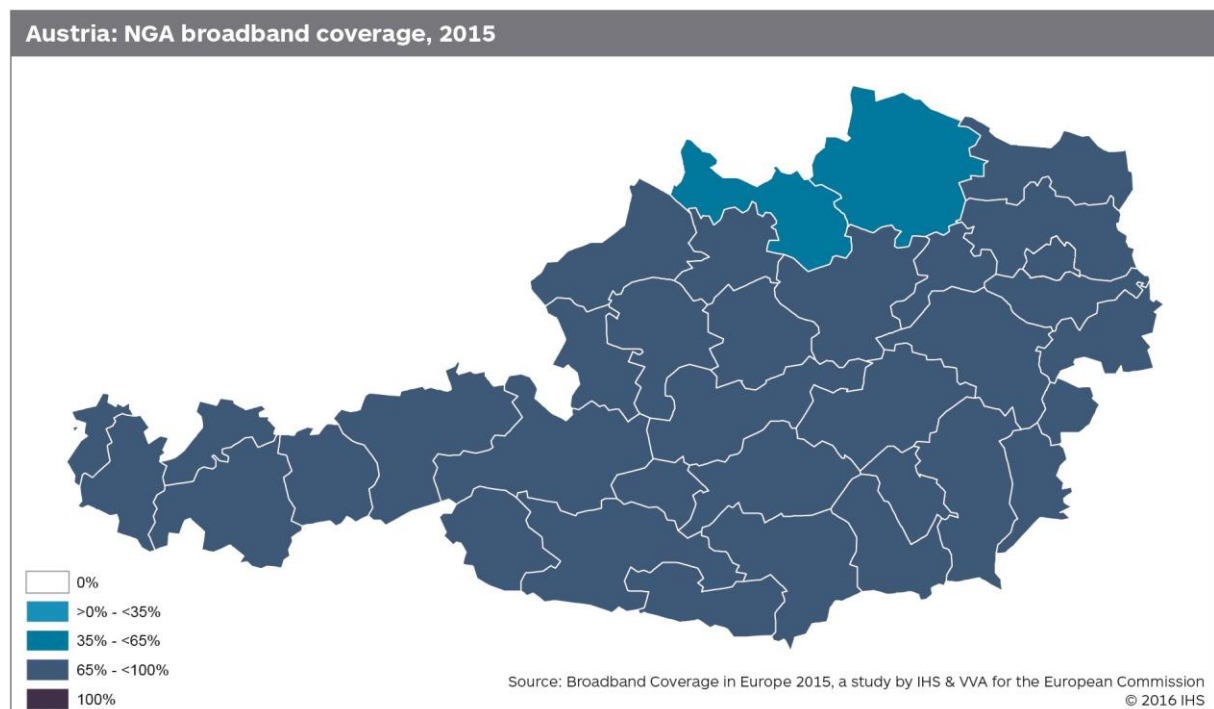 Austria: NGA broadband coverage, 2015
0%
>0% - <35%
35% - <65%
65% - <100%
100%
Source: Broadband Coverage in Europe 2015, a study by IHS & VVA for the European Commission
© 2016 IHS